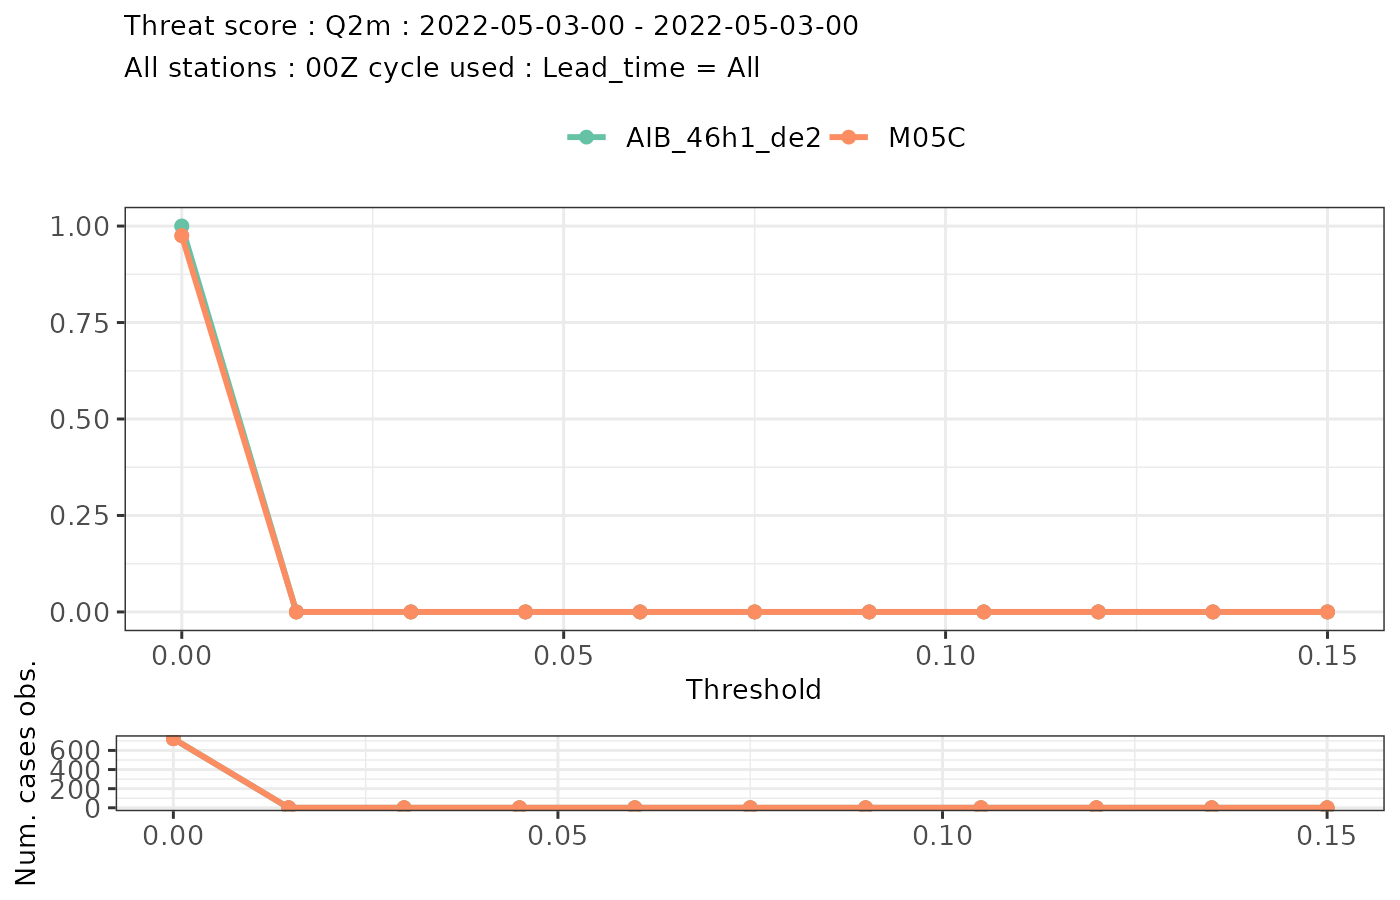 Threat score : Q2m : 2022-05-03-00 - 2022-05-03-00
All stations : 00Z cycle used : Lead_time = All
AIB_46h1_de2 M05C
1.00
0.75
0.50
0.25
0.00
0.00 0.05 0.10 0.15
Threshold
Num. cases obs.
600
400
200
0
0.00 0.05 0.10 0.15